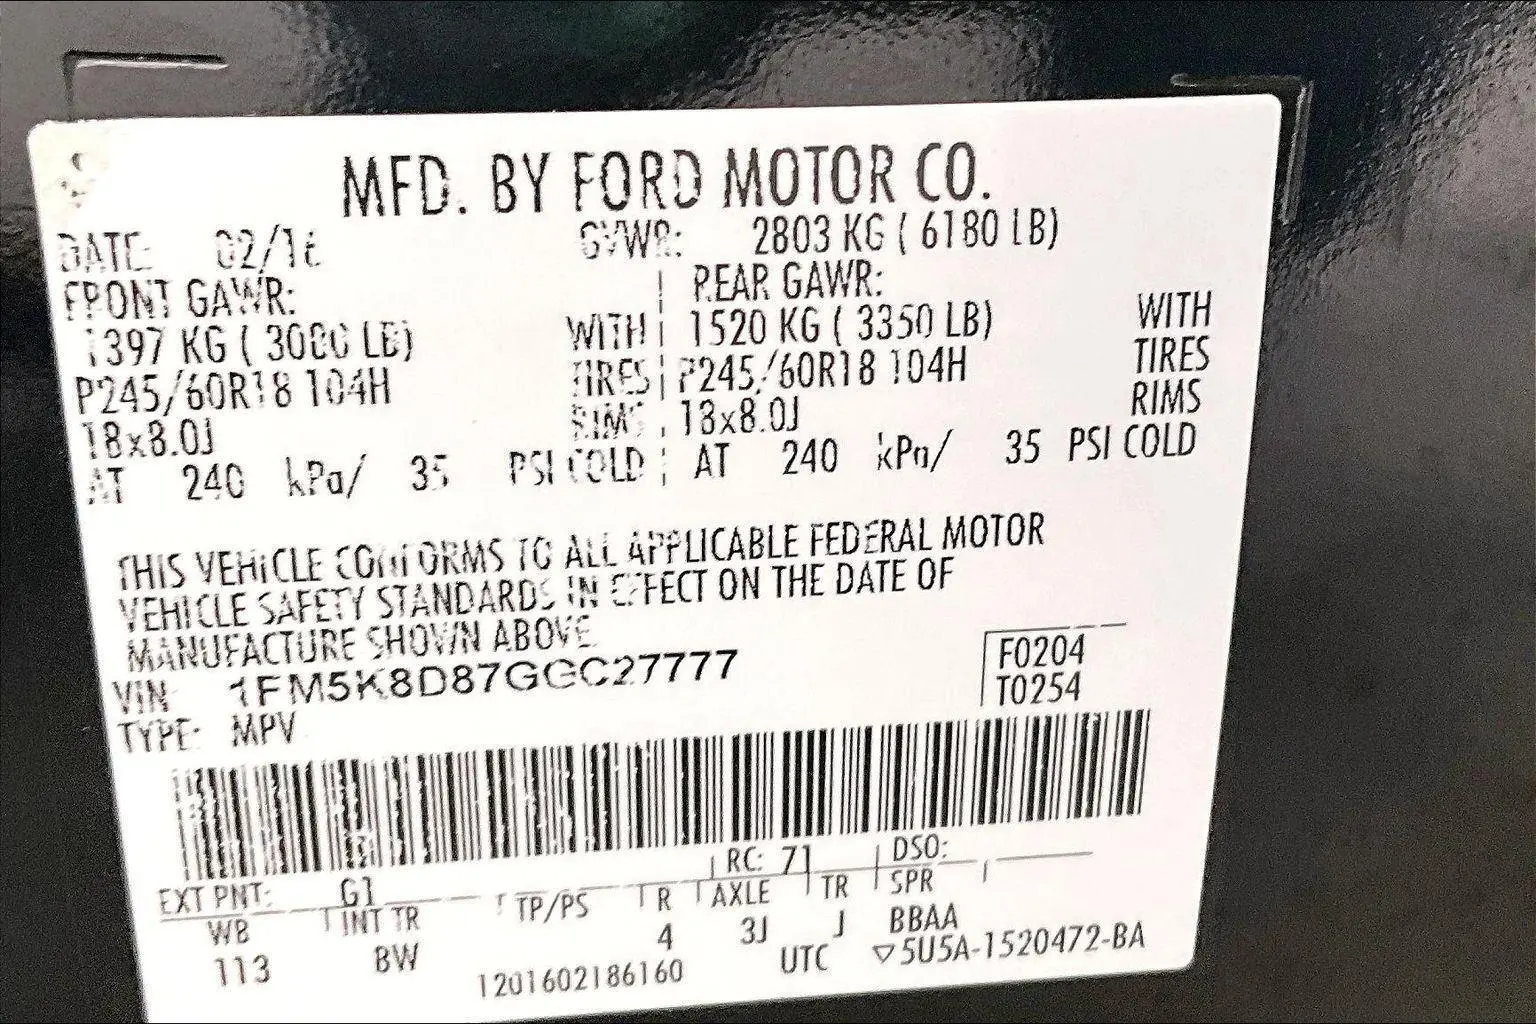 MFD. BY FORD MOTOR CO.
DATE: 02/16 GVWR: 2803 KG ( 6180 LB)
FRONT GAWR: REAR GAWR:
1397 KG ( 3080 LB) WITH 1520 KG ( 3350 LB) WITH
P245/60R18 104H TIRES P245/60R18 104H TIRES
18x8.0J RIMS 18x8.0J RIMS
AT 240 kPa/ 35 PSI COLD AT 240 kPa/ 35 PSI COLD
THIS VEHICLE CONFORMS TO ALL APPLICABLE FEDERAL MOTOR
VEHICLE SAFETY STANDARDS IN EFFECT ON THE DATE OF
MANUFACTURE SHOWN ABOVE
VIN 1FM5K8D87GGC27777
F0204
T0254
TYPE: MPV
EXT PNT: G1 RC: 71 DSO:
WB INT TR TP/PS R AXLE TR SPR
113 BW 4 3J J BBAA
1201602186160 UTC ▽5U5A-1520472-BA